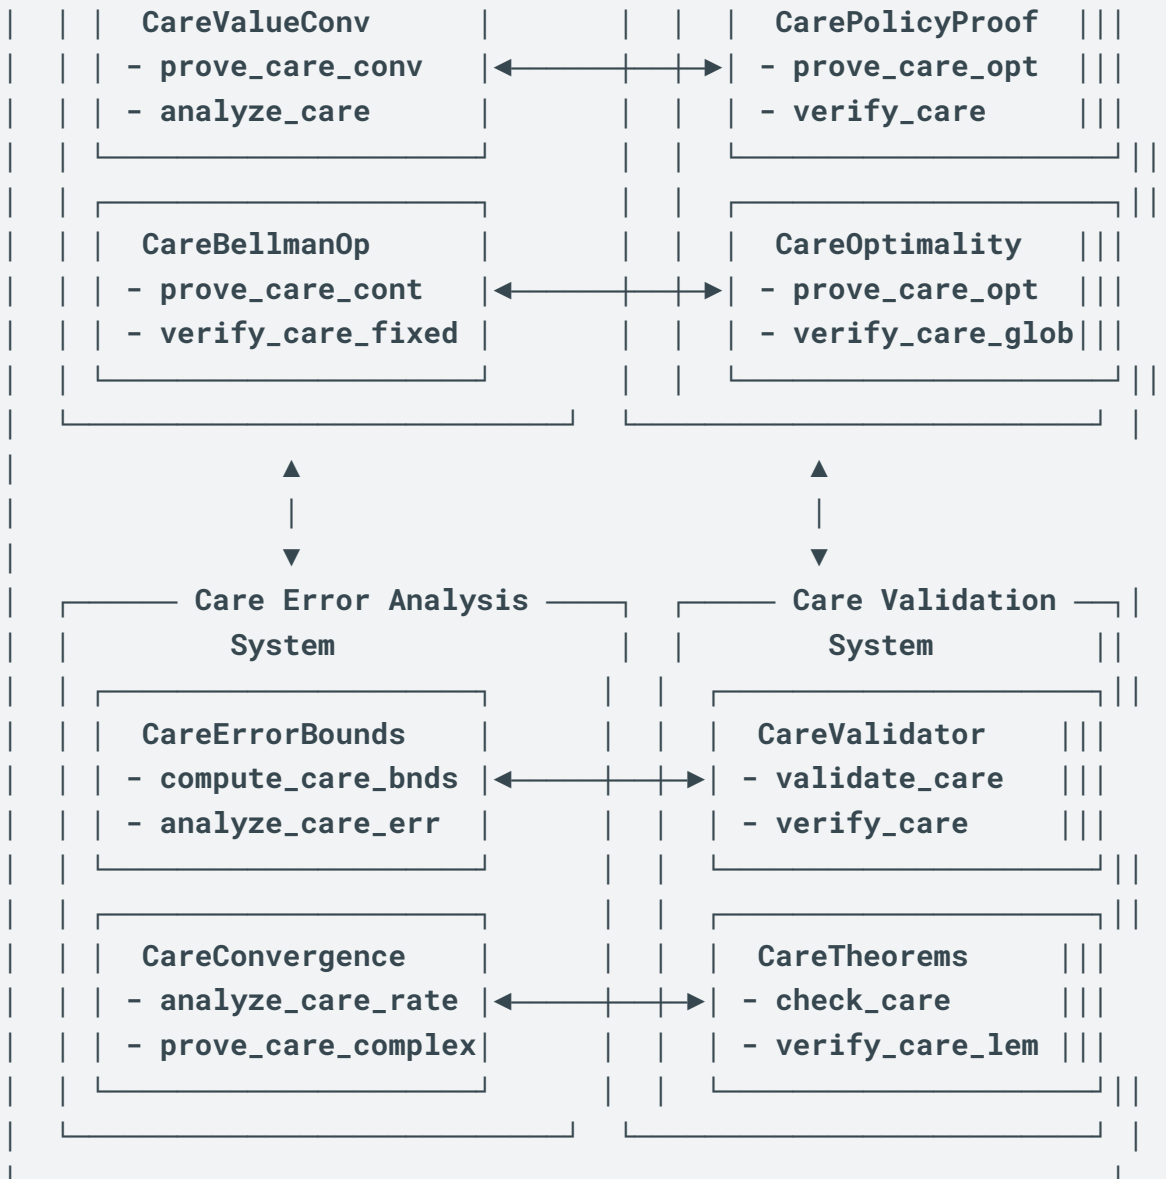 CareValueConv CarePolicyProof
- prove_care_conv - prove_care_opt
- analyze_care - verify_care
CareBellmanOp CareOptimality
- prove_care_cont - prove_care_opt
- verify_care_fixed - verify_care_glob
Care Error Analysis Care Validation
System System
CareErrorBounds CareValidator
- compute_care_bnds - validate_care
- analyze_care_err - verify_care
CareConvergence CareTheorems
- analyze_care_rate - check_care
- prove_care_complex - verify_care_lem